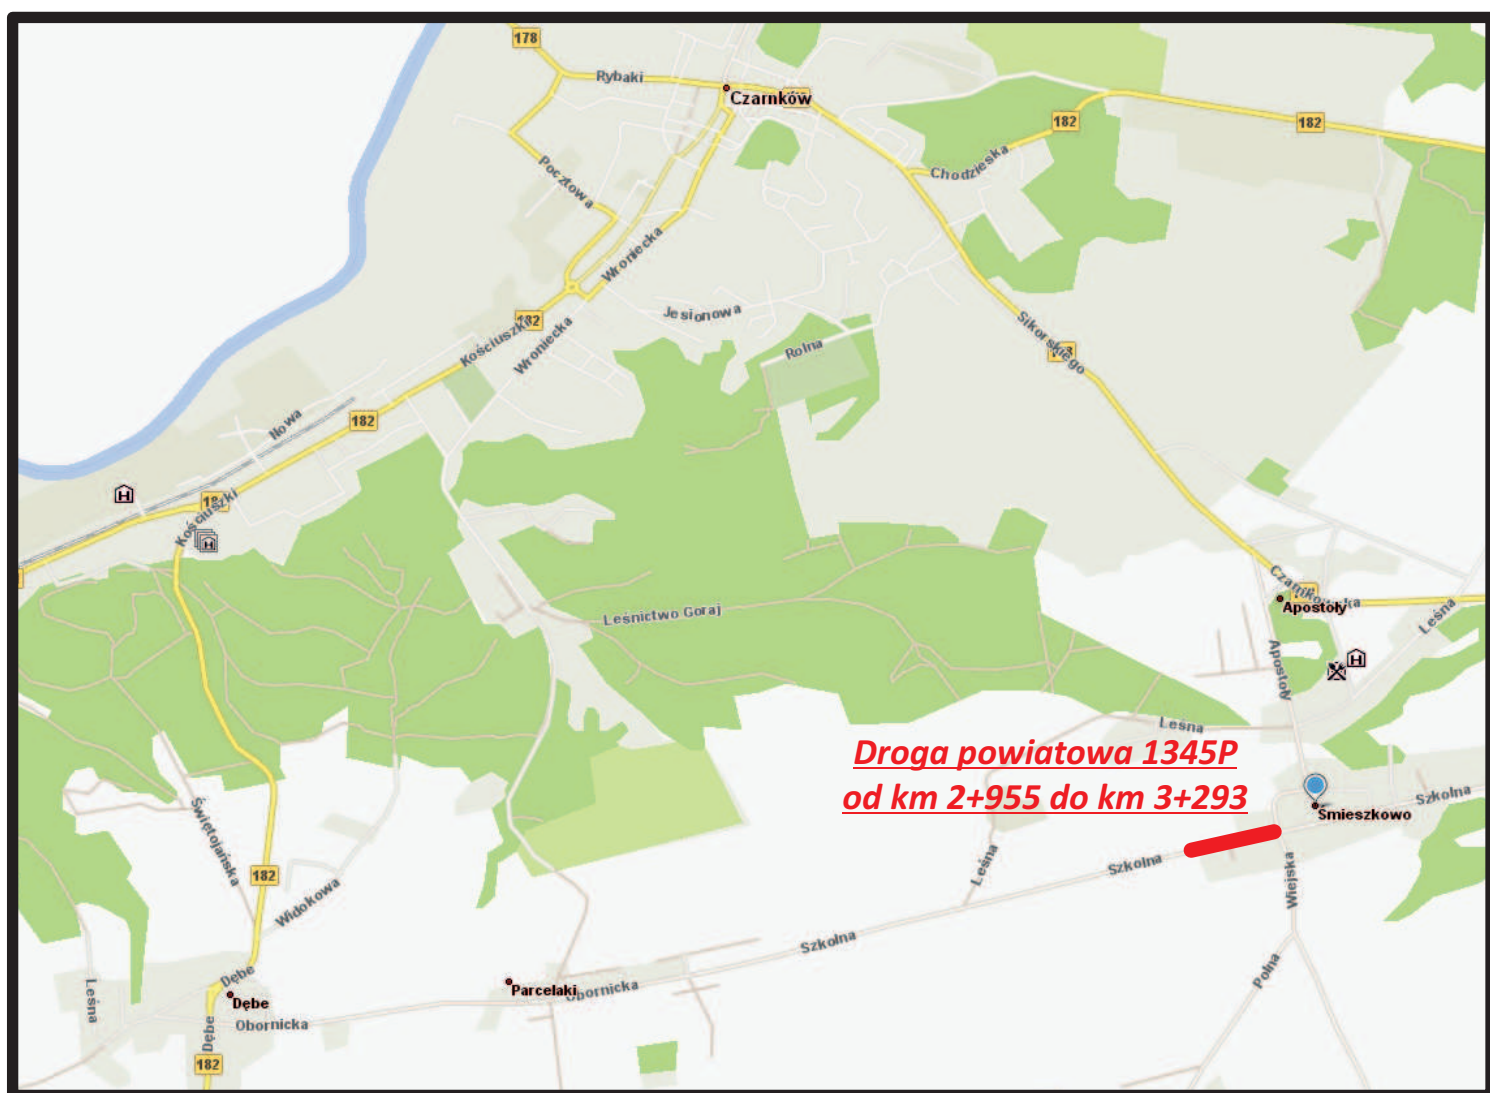 178
Rybaki
Czarnków
182
182
Chodzieska
Pocztowa
Wroniecka
Jesionowa
182
Kościuszki
Wroniecka
Rolna
Sikorskiego
Nowa
182
Kościuszki
Czarnkowska
Apostoły
Leśna
Leśnictwo Goraj
Apostoły
Leśna
Droga powiatowa 1345P
od km 2+955 do km 3+293
Szkolna
Śmieszkowo
Świętojańska
182
Widokowa
Leśna
Szkolna
Wiejska
Szkolna
Polna
Dębe
Dębe
Leśna
Parcelaki
Obornicka
Obornicka
Dębe
182